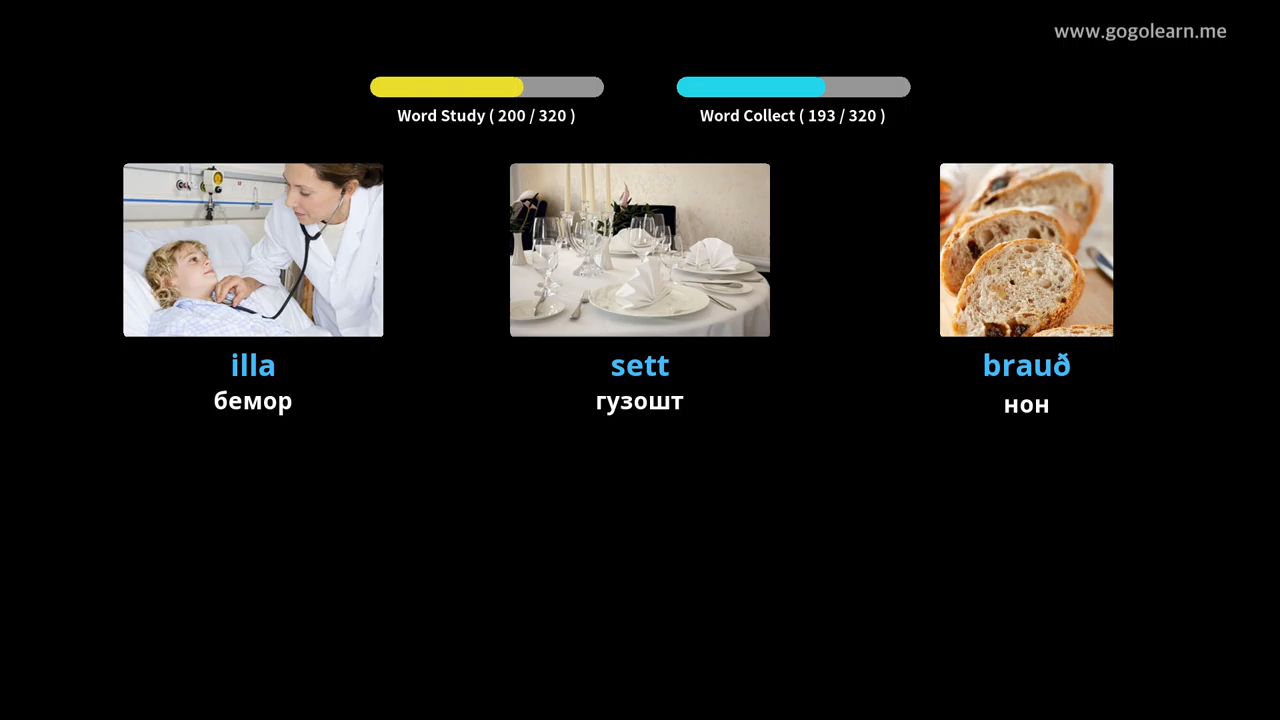 www.gogolearn.me
Word Study ( 200 / 320 )
Word Collect ( 193 / 320 )
illa
бемор
sett
гузошт
brauð
нон